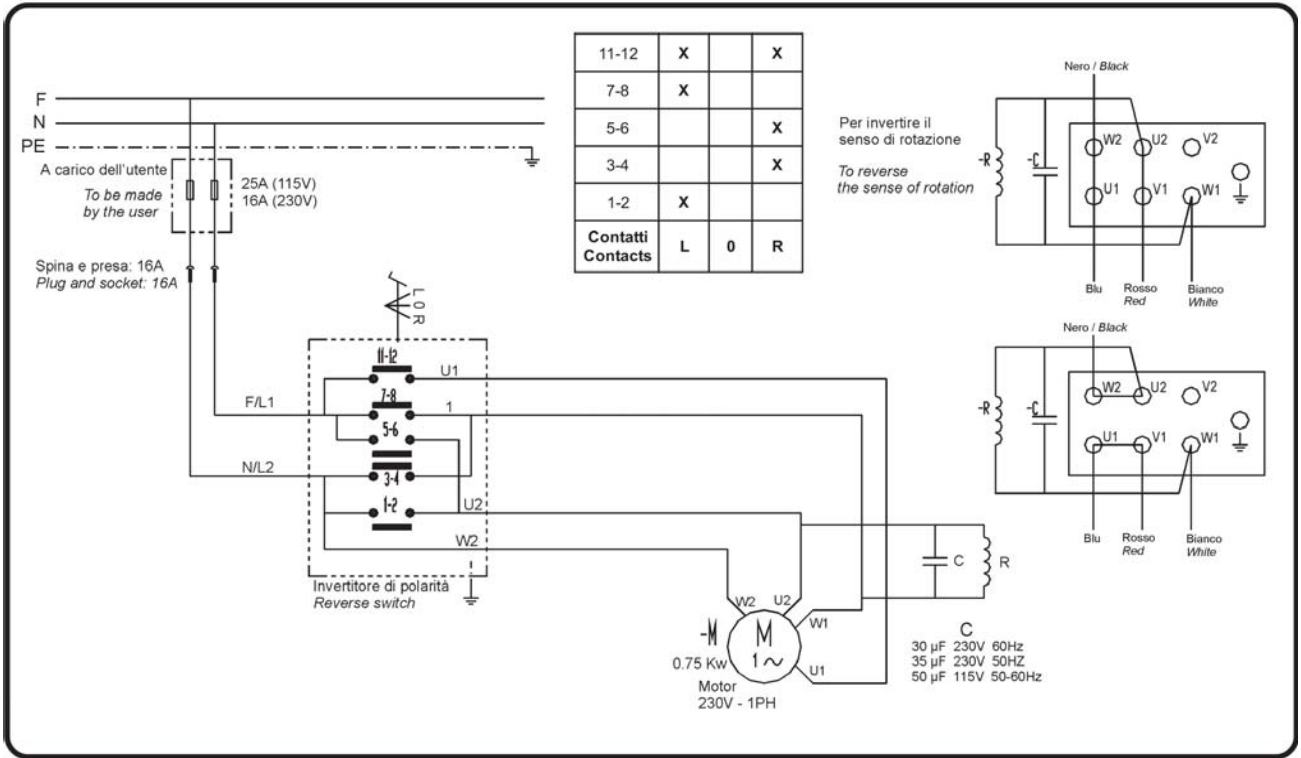 F
N
PE
A carico dell'utente
To be made
by the user
25A (115V)
16A (230V)
Spina e presa: 16A
Plug and socket: 16A
11-12 X X
7-8 X
5-6 X
3-4 X
1-2 X
Contatti
Contacts L 0 R
Per invertire il
senso di rotazione
To reverse
the sense of rotation
Nero / Black
-R
-C
W2 U2 V2
U1 V1 W1
Blu
Rosso
Red
Bianco
White
Nero / Black
-R
-C
W2 U2 V2
U1 V1 W1
Blu
Rosso
Red
Bianco
White
L 0 R
11-12
U1
7-8
F/L1
1
5-6
N/L2
3-4
1-2
U2
W2
Invertitore di polarità
Reverse switch
C
R
W2 U2
W1
U1
-M
M
1~
0.75 Kw
Motor
230V - 1PH
C
30 µF 230V 60Hz
35 µF 230V 50HZ
50 µF 115V 50-60Hz